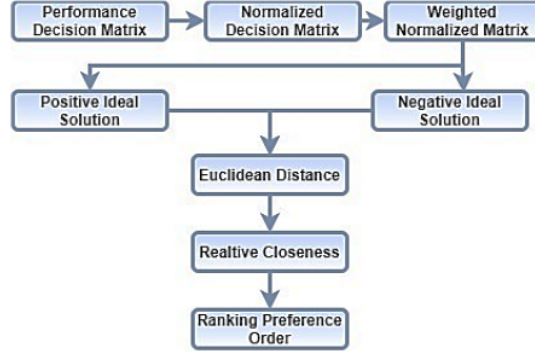 Performance
Decision Matrix
Normalized
Decision Matrix
Weighted
Normalized Matrix
Positive Ideal
Solution
Negative Ideal
Solution
Euclidean Distance
Realtive Closeness
Ranking Preference
Order